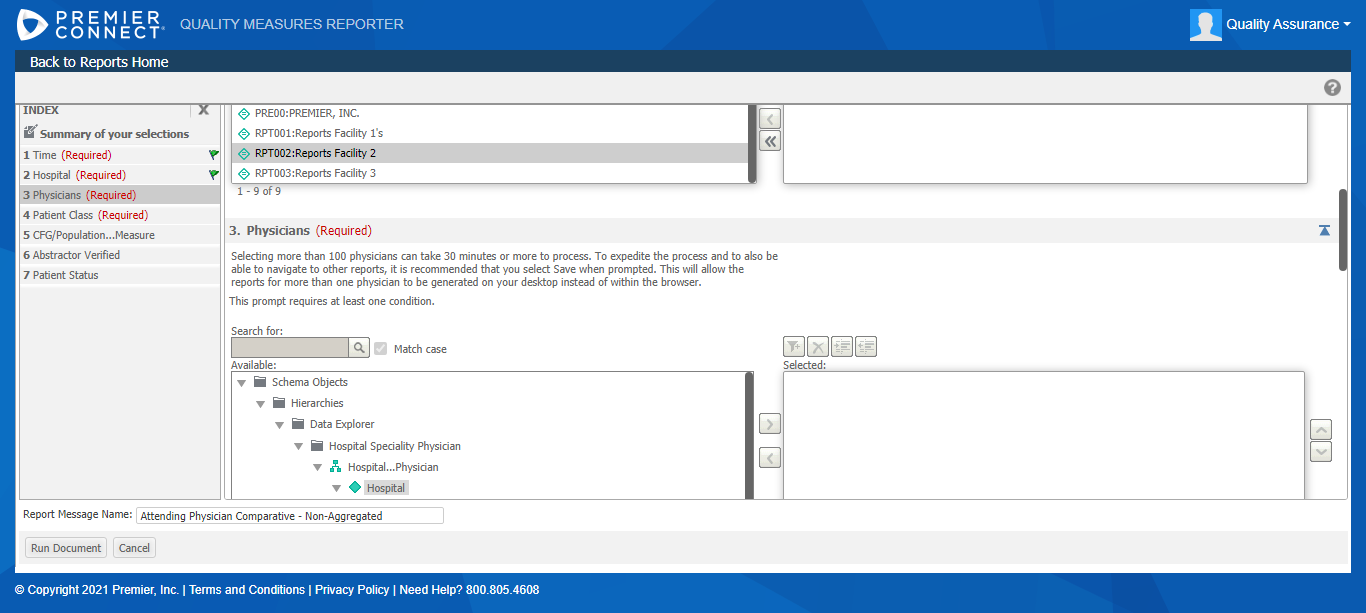 PREMIER
CONNECT
QUALITY MEASURES REPORTER
Quality Assurance
Back to Reports Home
INDEX
Summary of your selections
1 Time (Required)
2 Hospital (Required)
3 Physicians (Required)
4 Patient Class (Required)
5 CFG/Population...Measure
6 Abstractor Verified
7 Patient Status
PRE00:PREMIER, INC.
RPT001:Reports Facility 1's
RPT002:Reports Facility 2
RPT003:Reports Facility 3
1 - 9 of 9
3. Physicians (Required)
Selecting more than 100 physicians can take 30 minutes or more to process. To expedite the process and to also be
able to navigate to other reports, it is recommended that you select Save when prompted. This will allow the
reports for more than one physician to be generated on your desktop instead of within the browser.
This prompt requires at least one condition.
Search for:
Match case
Available:
Schema Objects
Hierarchies
Data Explorer
Hospital Speciality Physician
Hospital...Physician
Hospital
Selected:
Report Message Name: Attending Physician Comparative - Non-Aggregated
Run Document Cancel
© Copyright 2021 Premier, Inc. | Terms and Conditions | Privacy Policy | Need Help? 800.805.4608